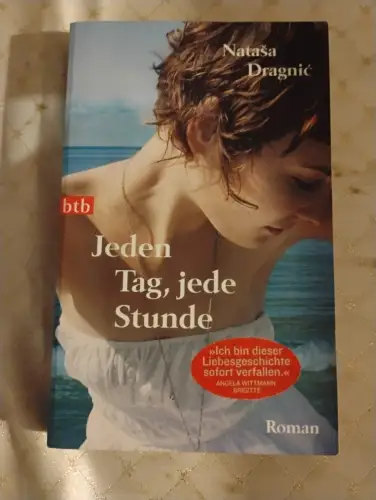 Nataša
Dragnić
btb
Jeden
Tag, jede
Stunde
»Ich bin dieser
Liebesgeschichte
sofort verfallen.«
ANGELA WITTMANN
BRIGITTE
Roman